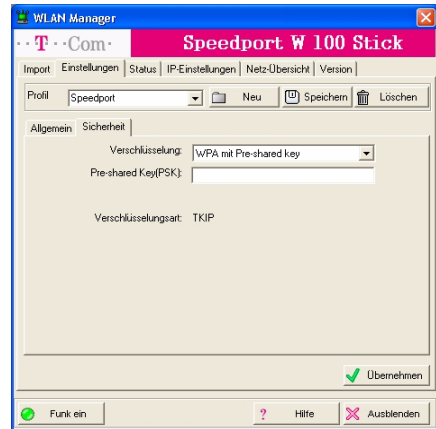 WLAN Manager
··T··Com· Speedport W 100 Stick
Import Einstellungen Status IP-Einstellungen Netz-Übersicht Version
Profil Speedport Neu Speichern Löschen
Allgemein Sicherheit
Verschlüsselung: WPA mit Pre-shared key
Pre-shared Key(PSK):
Verschlüsselungsart: TKIP
Übernehmen
Funk ein ? Hilfe Ausblenden